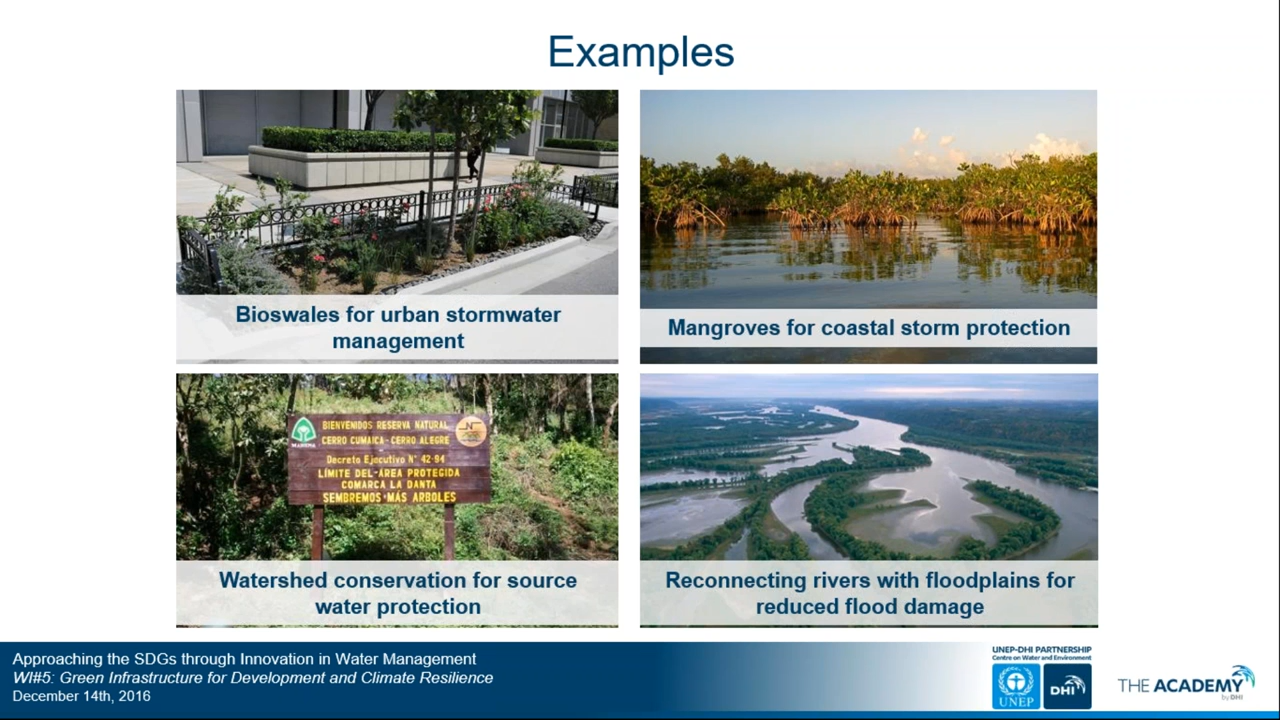 Examples
Bioswales for urban stormwater
management
Mangroves for coastal storm protection
BIENVENIDOS RESERVA NATURAL
CERRO CUMAICA - CERRO ALEGRE
Decreto Ejecutivo N° 42-94
LÍMITE DEL ÁREA PROTEGIDA
COMARCA LA DANTA
SEMBREMOS MÁS ARBOLES
MARENA
Watershed conservation for source
water protection
Reconnecting rivers with floodplains for
reduced flood damage
Approaching the SDGs through Innovation in Water Management
WI#5: Green Infrastructure for Development and Climate Resilience
December 14th, 2016
UNEP-DHI PARTNERSHIP
Centre on Water and Environment
UNEP
DHI
THE ACADEMY
by DHI